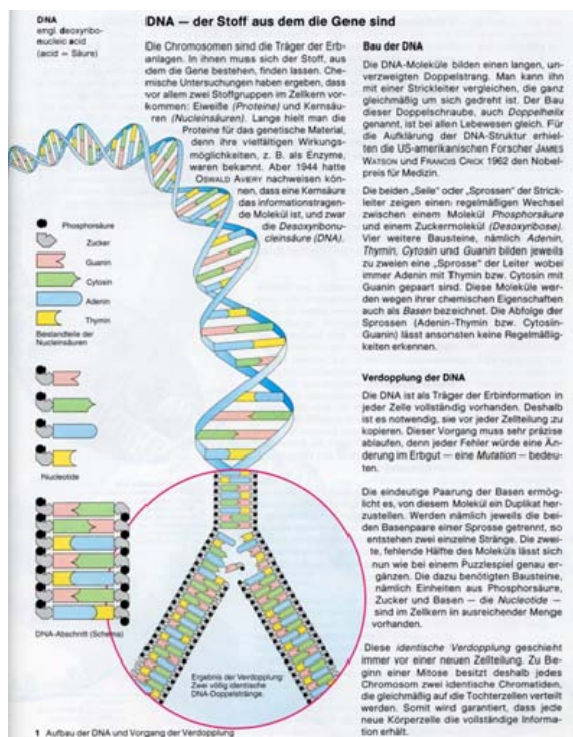 DNA
engl. deoxyribo-
nucleic acid
(acid = Säure)
DNA — der Stoff aus dem die Gene sind
Die Chromosomen sind die Träger der Erb-
anlagen. In ihnen muss sich der Stoff, aus
dem die Gene bestehen, finden lassen. Che-
mische Untersuchungen haben ergeben, dass
vor allem zwei Stoffgruppen im Zellkern vor-
kommen: Eiweiße (Proteine) und Kernsäu-
ren (Nucleinsäuren). Lange hielt man die
Proteine für das genetische Material,
denn ihre vielfältigen Wirkungs-
möglichkeiten, z. B. als Enzyme,
waren bekannt. Aber 1944 hatte
OSWALD AVERY nachweisen kön-
nen, dass eine Kernsäure
das informationstragen-
de Molekül ist, und zwar
die Desoxyribonu-
cleinsäure (DNA).
Phosphorsäure
Zucker
Guanin
Cytosin
Adenin
Thymin
Bestandteile der
Nucleinsäuren
Nucleotide
DNA-Abschnitt (Schema)
Ergebnis der Verdopplung:
Zwei völlig identische
DNA-Doppelstränge.
1 Aufbau der DNA und Vorgang der Verdopplung
Bau der DNA
Die DNA-Moleküle bilden einen langen, un-
verzweigten Doppelstrang. Man kann ihn
mit einer Strickleiter vergleichen, die ganz
gleichmäßig um sich gedreht ist. Der Bau
dieser Doppelschraube, auch Doppelhelix
genannt, ist bei allen Lebewesen gleich. Für
die Aufklärung der DNA-Struktur erhiel-
ten die US-amerikanischen Forscher JAMES
WATSON und FRANCIS CRICK 1962 den Nobel-
preis für Medizin.
Die beiden „Seile" oder „Sprossen" der Strick-
leiter zeigen einen regelmäßigen Wechsel
zwischen einem Molekül Phosphorsäure
und einem Zuckermolekül (Desoxyribose).
Vier weitere Bausteine, nämlich Adenin,
Thymin, Cytosin und Guanin bilden jeweils
zu zweien eine „Sprosse" der Leiter wobei
immer Adenin mit Thymin bzw. Cytosin mit
Guanin gepaart sind. Diese Moleküle wer-
den wegen ihrer chemischen Eigenschaften
auch als Basen bezeichnet. Die Abfolge der
Sprossen (Adenin-Thymin bzw. Cytosin-
Guanin) lässt ansonsten keine Regelmäßig-
keiten erkennen.
Verdopplung der DNA
Die DNA ist als Träger der Erbinformation in
jeder Zelle vollständig vorhanden. Deshalb
ist es notwendig, sie vor jeder Zellteilung zu
kopieren. Dieser Vorgang muss sehr präzise
ablaufen, denn jeder Fehler würde eine Än-
derung im Erbgut — eine Mutation — bedeu-
ten.
Die eindeutige Paarung der Basen ermög-
licht es, von diesem Molekül ein Duplikat her-
zustellen. Werden nämlich jeweils die bei-
den Basenpaare einer Sprosse getrennt, so
entstehen zwei einzelne Stränge. Die zwei-
te, fehlende Hälfte des Moleküls lässt sich
nun wie bei einem Puzzlespiel genau er-
gänzen. Die dazu benötigten Bausteine,
nämlich Einheiten aus Phosphorsäure,
Zucker und Basen — die Nucleotide —
sind im Zellkern in ausreichender Menge
vorhanden.
Diese identische Verdopplung geschieht
immer vor einer neuen Zellteilung. Zu Be-
ginn einer Mitose besitzt deshalb jedes
Chromosom zwei identische Chromatiden,
die gleichmäßig auf die Tochterzellen verteilt
werden. Somit wird garantiert, dass jede
neue Körperzelle die vollständige Informa-
tion erhält.